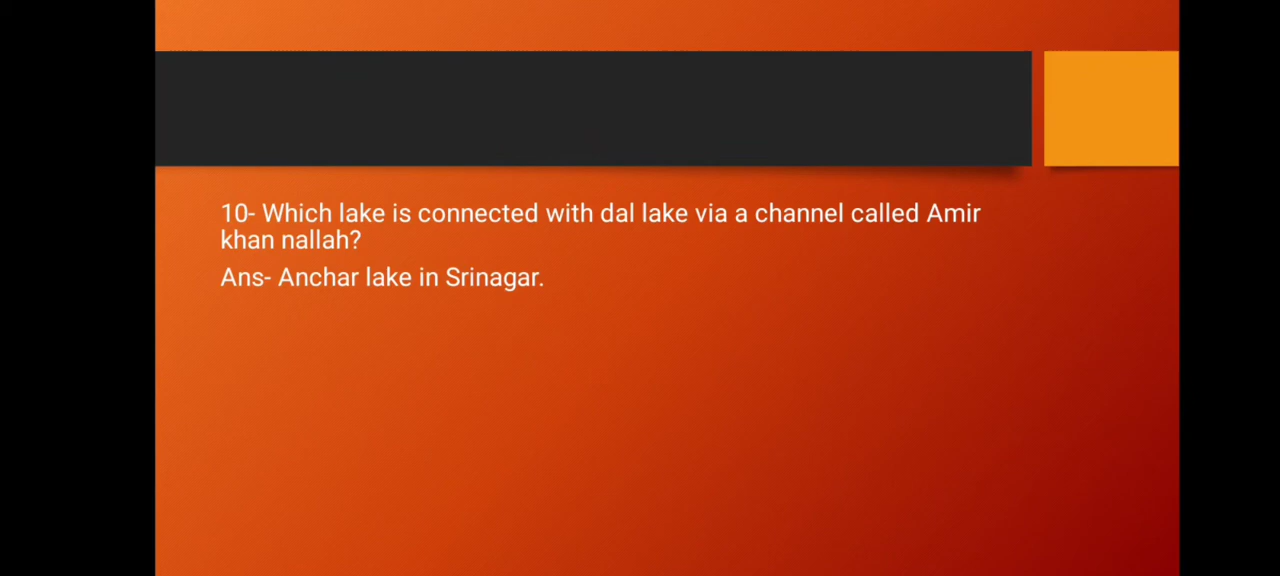 10- Which lake is connected with dal lake via a channel called Amir
khan nallah?
Ans- Anchar lake in Srinagar.